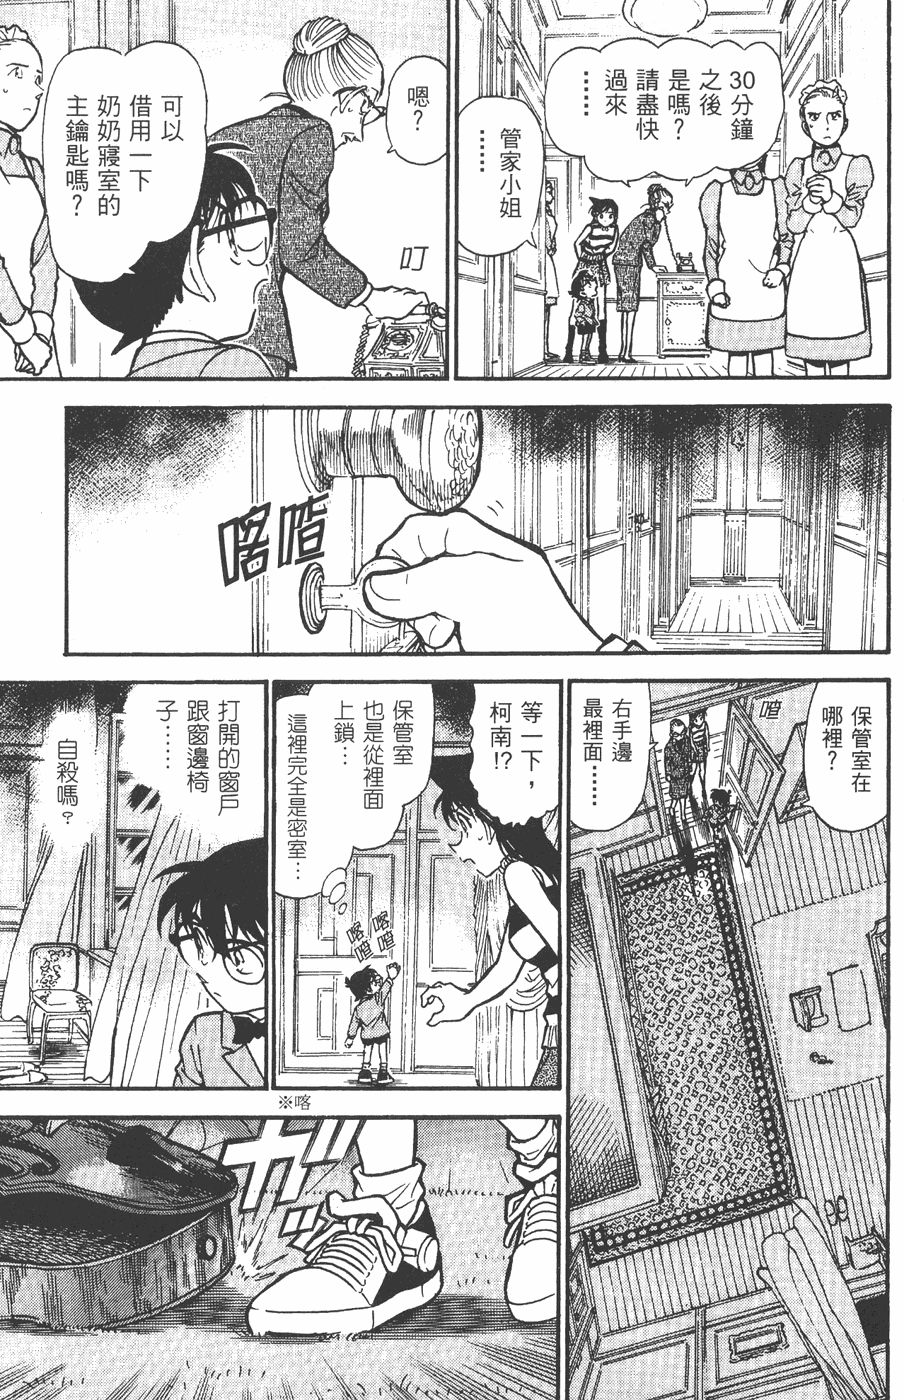 30分鐘
之後
是嗎？
請盡快
過來
……
管家小姐
……
嗯？
叮
可以
借用一下
奶奶寢室的
主鑰匙嗎？
喀喳
保管室在
哪裡？
喳
右手邊
最裡面……
等一下，
柯南!?
保管室
也是從裡面
上鎖…
這裡完全是密室…
喀喳
喀喳
打開的窗戶
跟窗邊椅
子……
自殺嗎？
※喀
ガッ